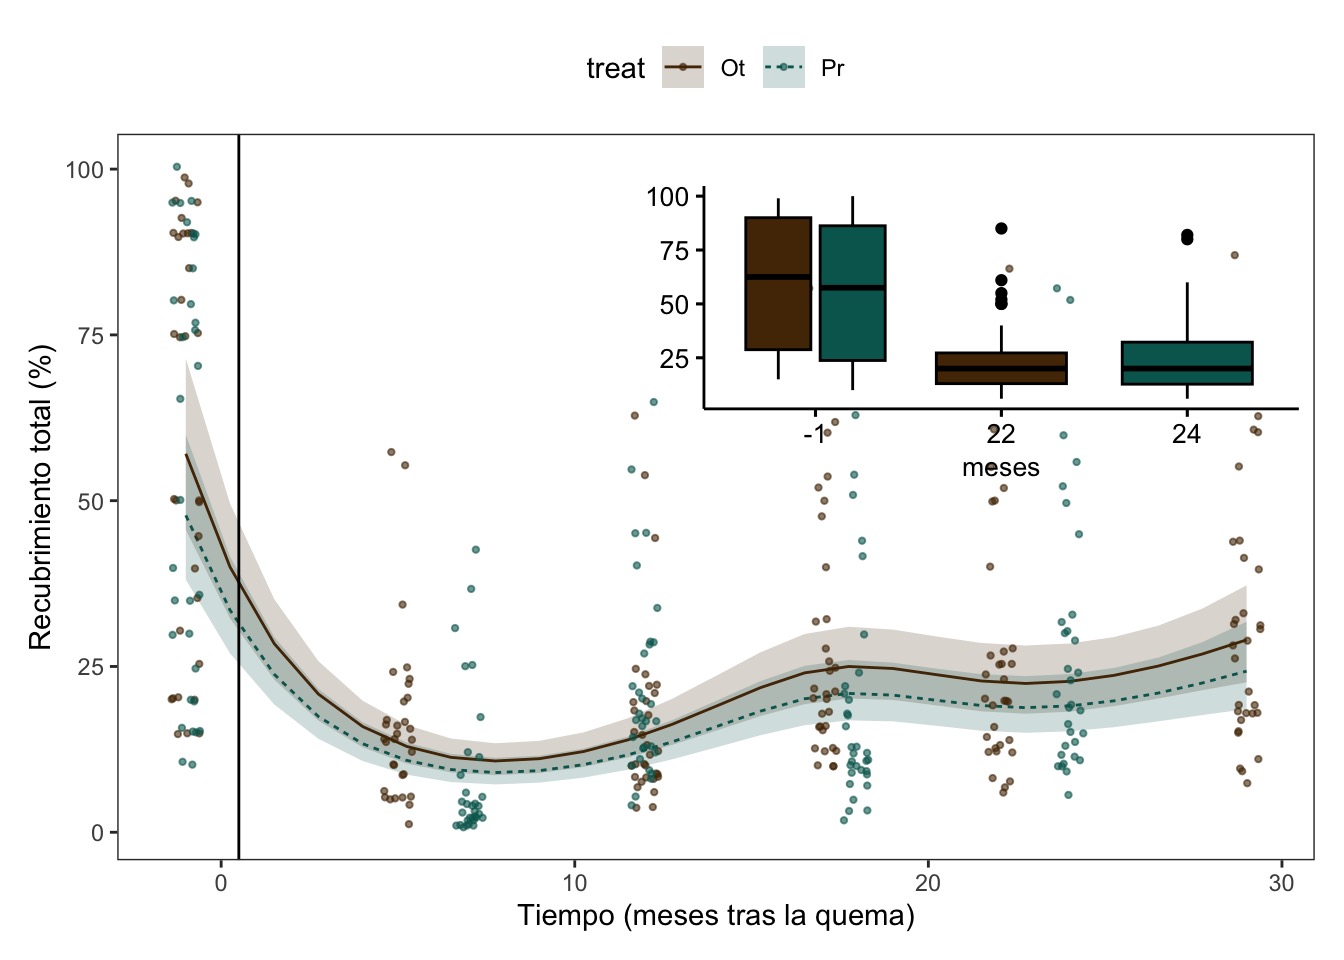 treat Ot Pr
Recubrimiento total (%)
100
75
50
25
0
100
75
50
25
-1 22 24
meses
0 10 20 30
Tiempo (meses tras la quema)